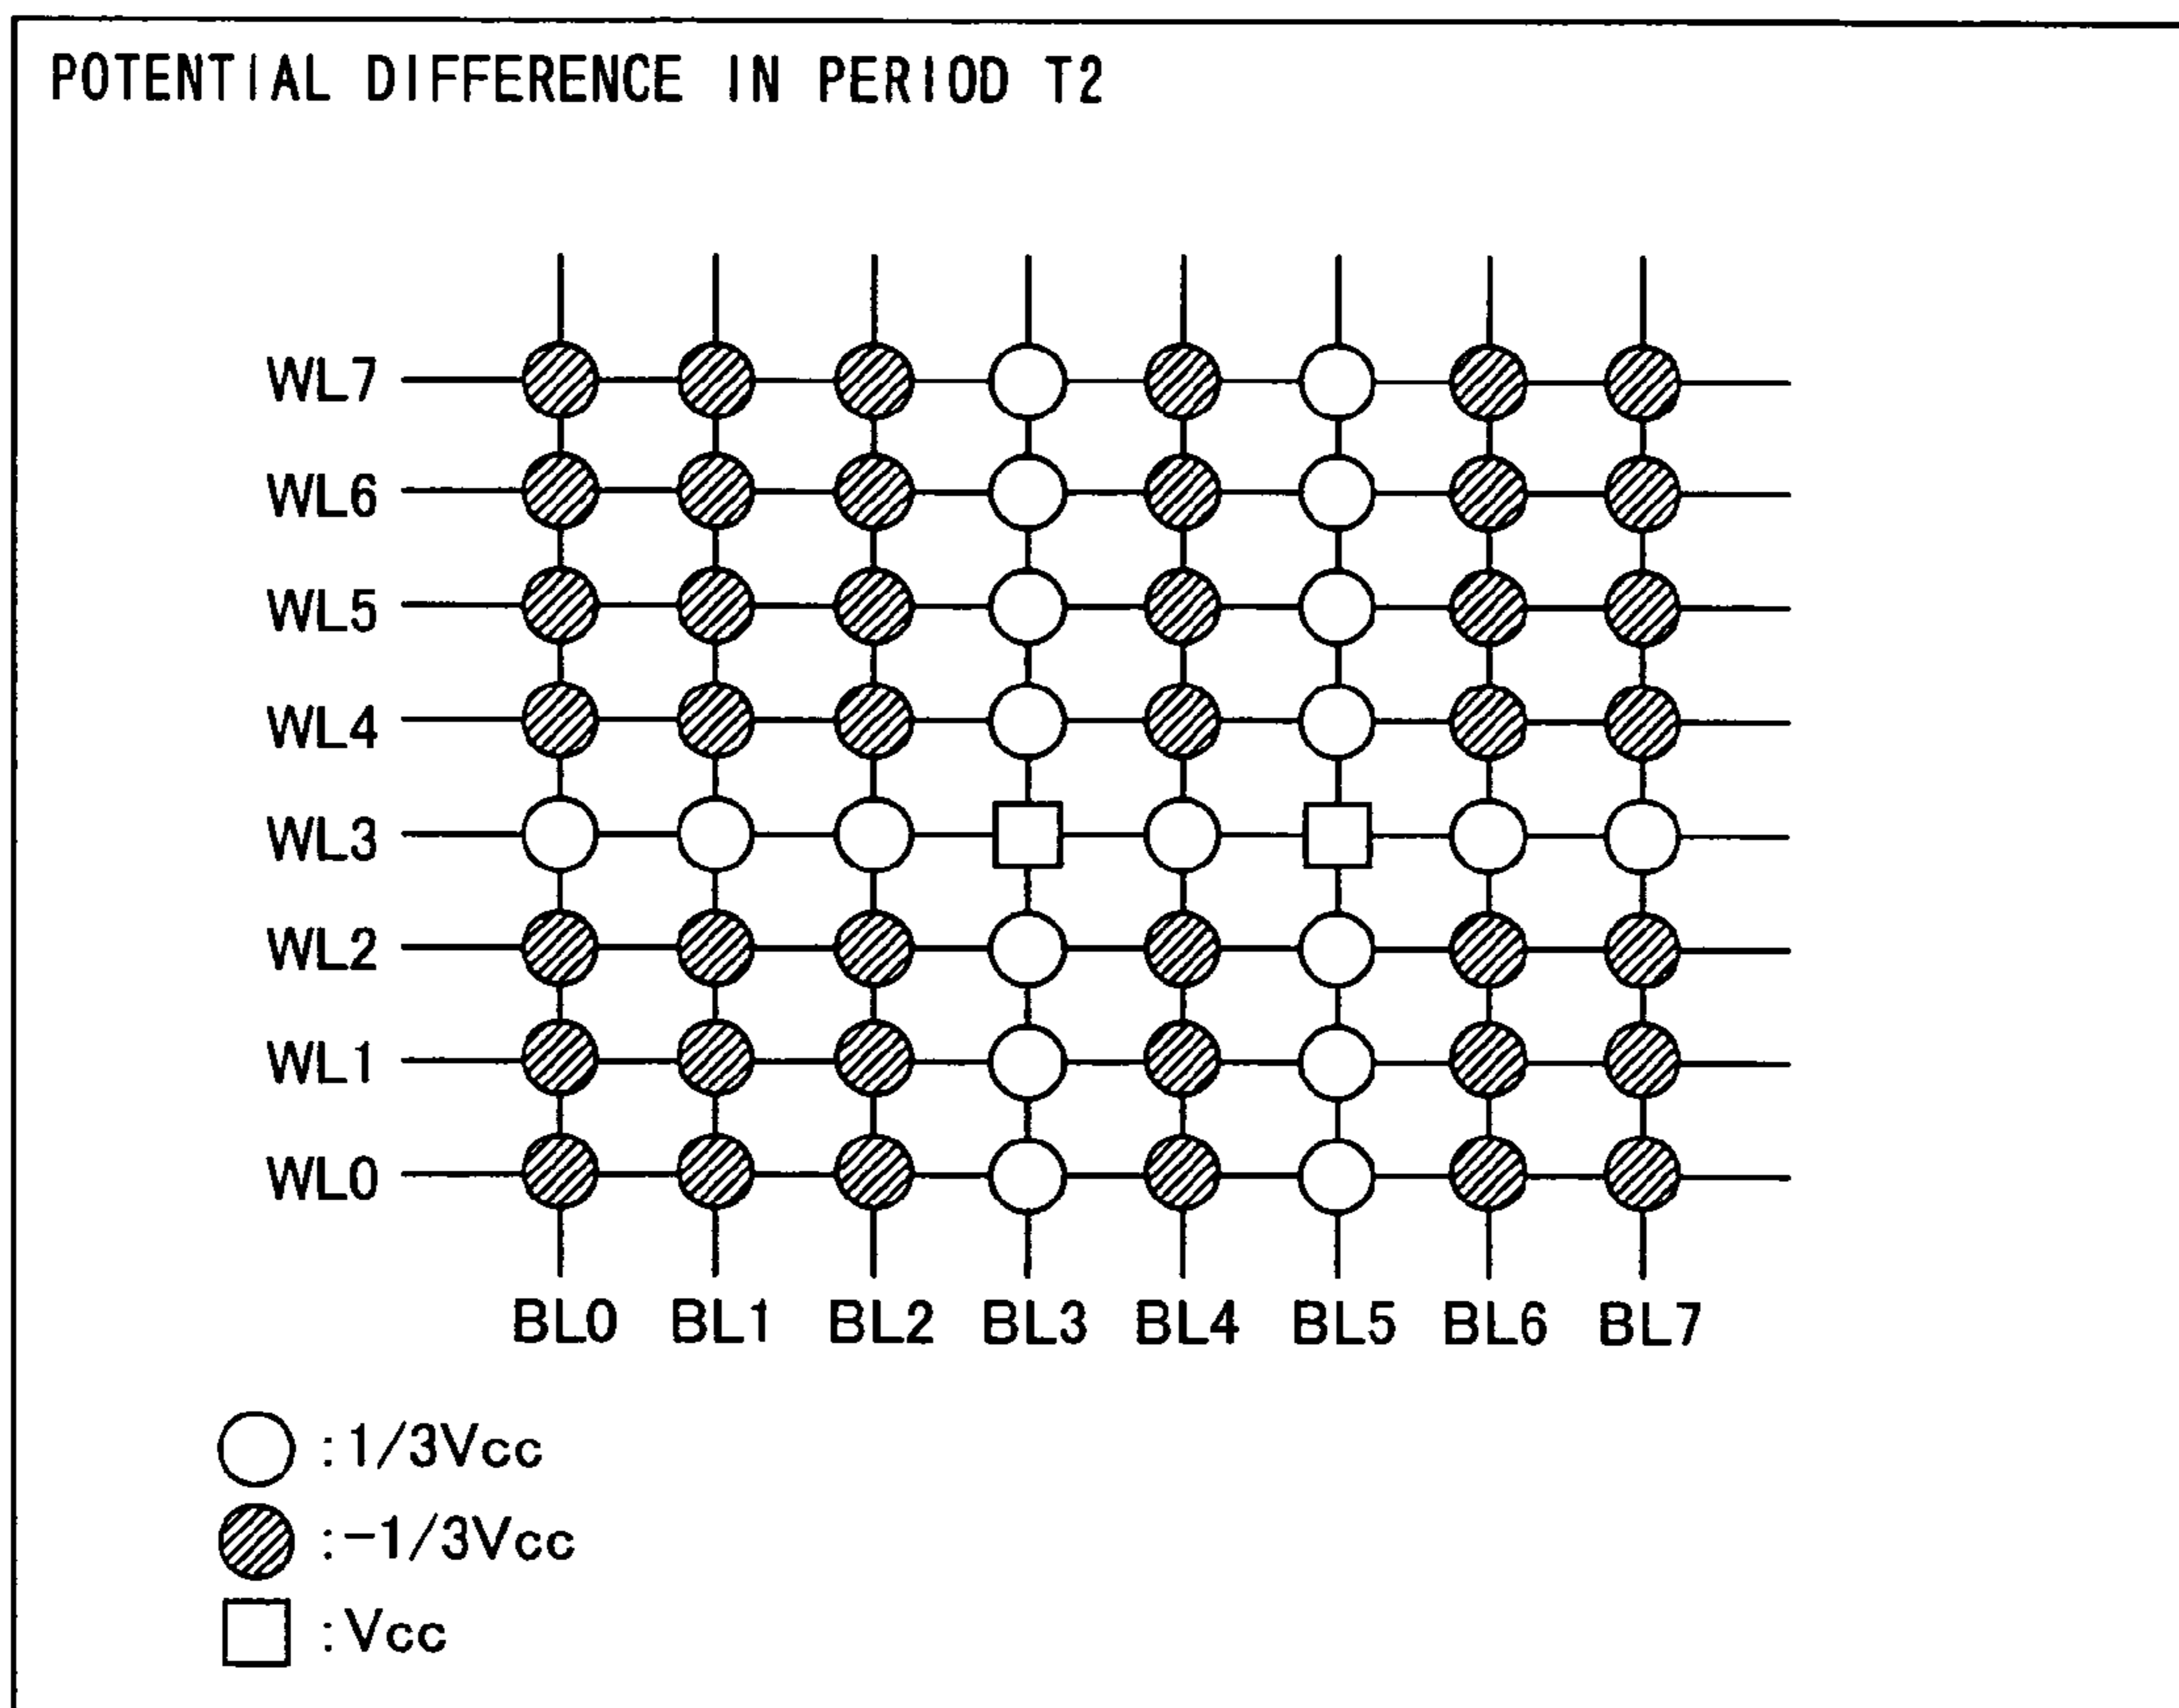 POTENTIAL DIFFERENCE IN PERIOD T2
WL7
WL6
WL5
WL4
WL3
WL2
WL1
WL0
BL0 BL1 BL2 BL3 BL4 BL5 BL6 BL7
:1/3Vcc
:-1/3Vcc
:Vcc